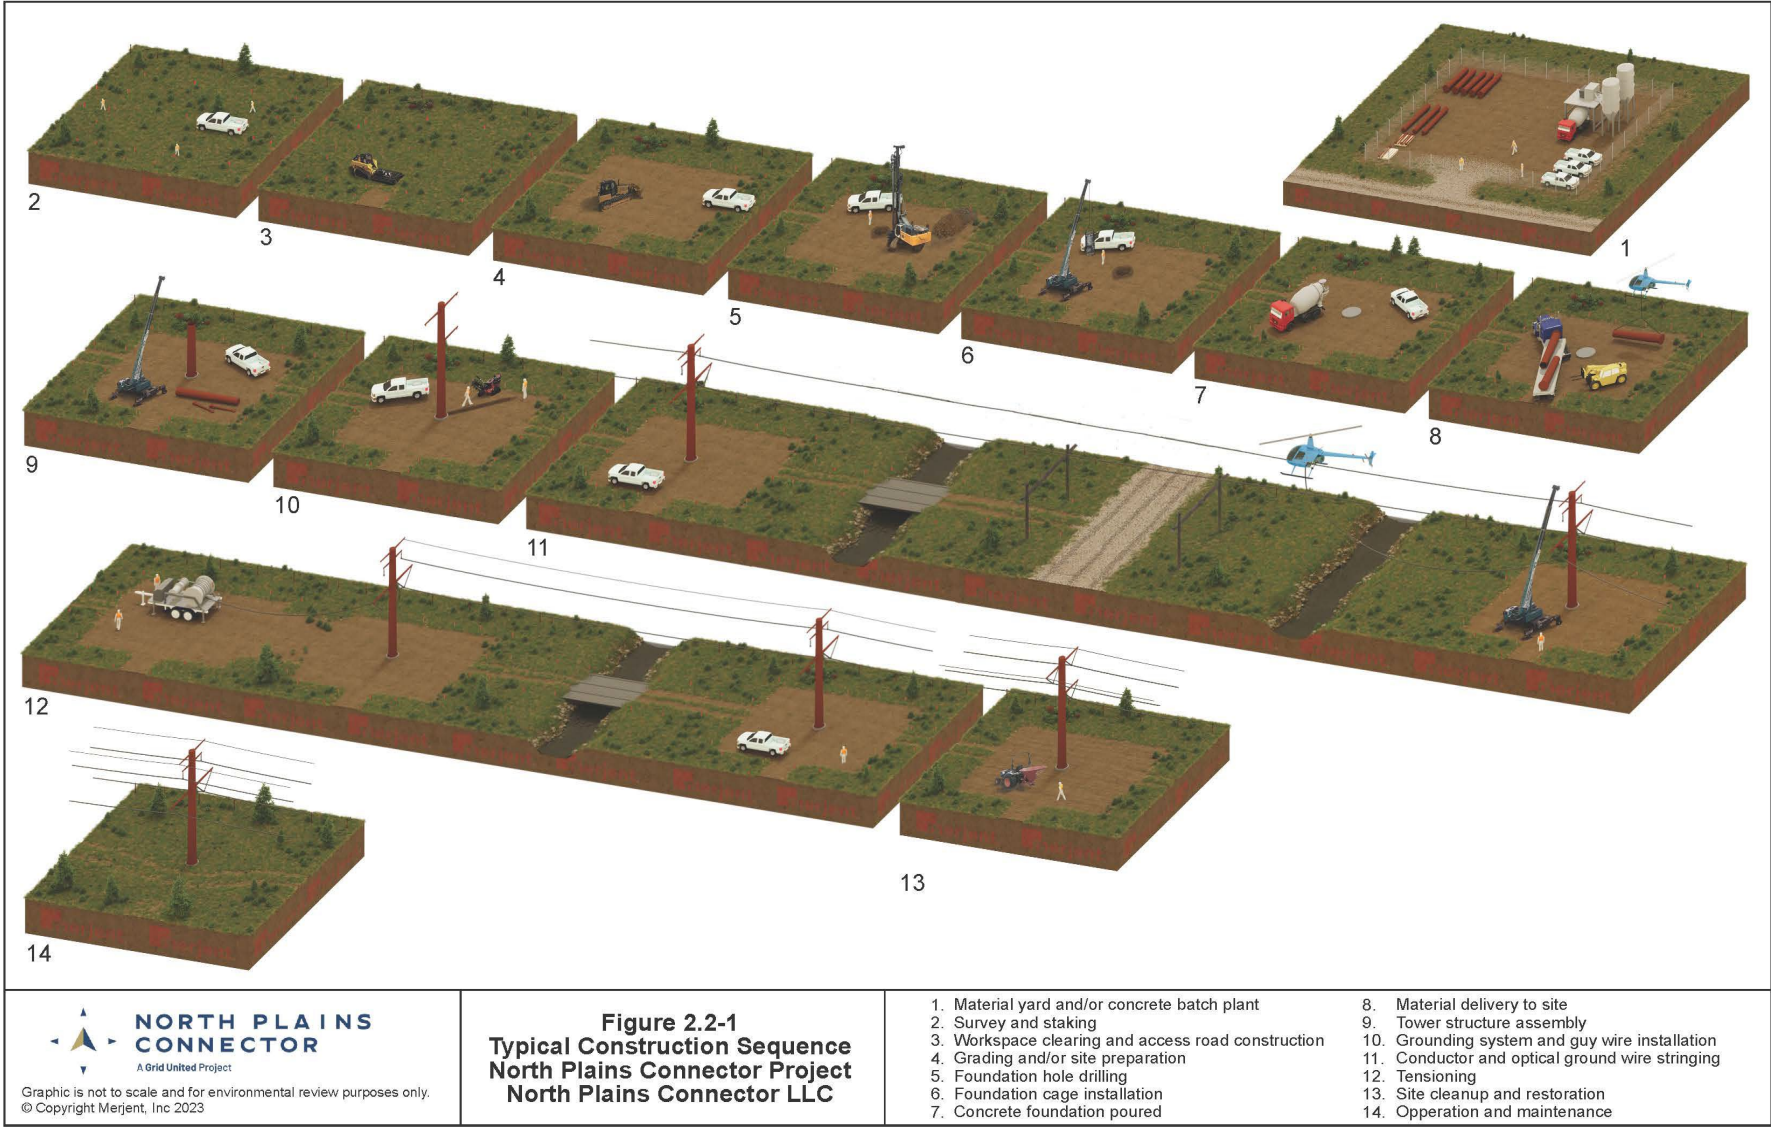 1
2
3
4
5
6
7
8
9
10
11
12
13
14
NORTH PLAINS
CONNECTOR
A Grid United Project
Graphic is not to scale and for environmental review purposes only.
© Copyright Merjent, Inc 2023
Figure 2.2-1
Typical Construction Sequence
North Plains Connector Project
North Plains Connector LLC
1. Material yard and/or concrete batch plant
2. Survey and staking
3. Workspace clearing and access road construction
4. Grading and/or site preparation
5. Foundation hole drilling
6. Foundation cage installation
7. Concrete foundation poured
8. Material delivery to site
9. Tower structure assembly
10. Grounding system and guy wire installation
11. Conductor and optical ground wire stringing
12. Tensioning
13. Site cleanup and restoration
14. Opperation and maintenance